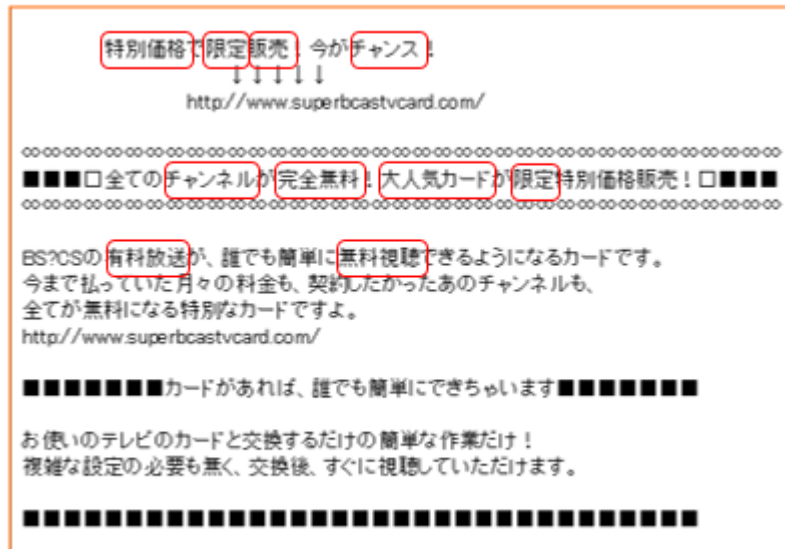 特別価格で限定販売！今がチャンス！
↓↓↓↓↓
http://www.superbcastvcard.com/
∞∞∞∞∞∞∞∞∞∞∞∞∞∞∞∞∞∞∞∞∞∞∞∞∞∞∞∞∞∞∞∞∞∞∞∞∞
■■■□全てのチャンネルが完全無料！大人気カードが限定特別価格販売！□■■■
∞∞∞∞∞∞∞∞∞∞∞∞∞∞∞∞∞∞∞∞∞∞∞∞∞∞∞∞∞∞∞∞∞∞∞∞∞
BS?CSの有料放送が、誰でも簡単に無料視聴できるようになるカードです。
今まで払っていた月々の料金も、契約したかったあのチャンネルも、
全てが無料になる特別なカードですよ。
http://www.superbcastvcard.com/
■■■■■■■カードがあれば、誰でも簡単にできちゃいます■■■■■■■
お使いのテレビのカードと交換するだけの簡単な作業だけ！
複雑な設定の必要も無く、交換後、すぐに視聴していただけます。
■■■■■■■■■■■■■■■■■■■■■■■■■■■■■■■■■■